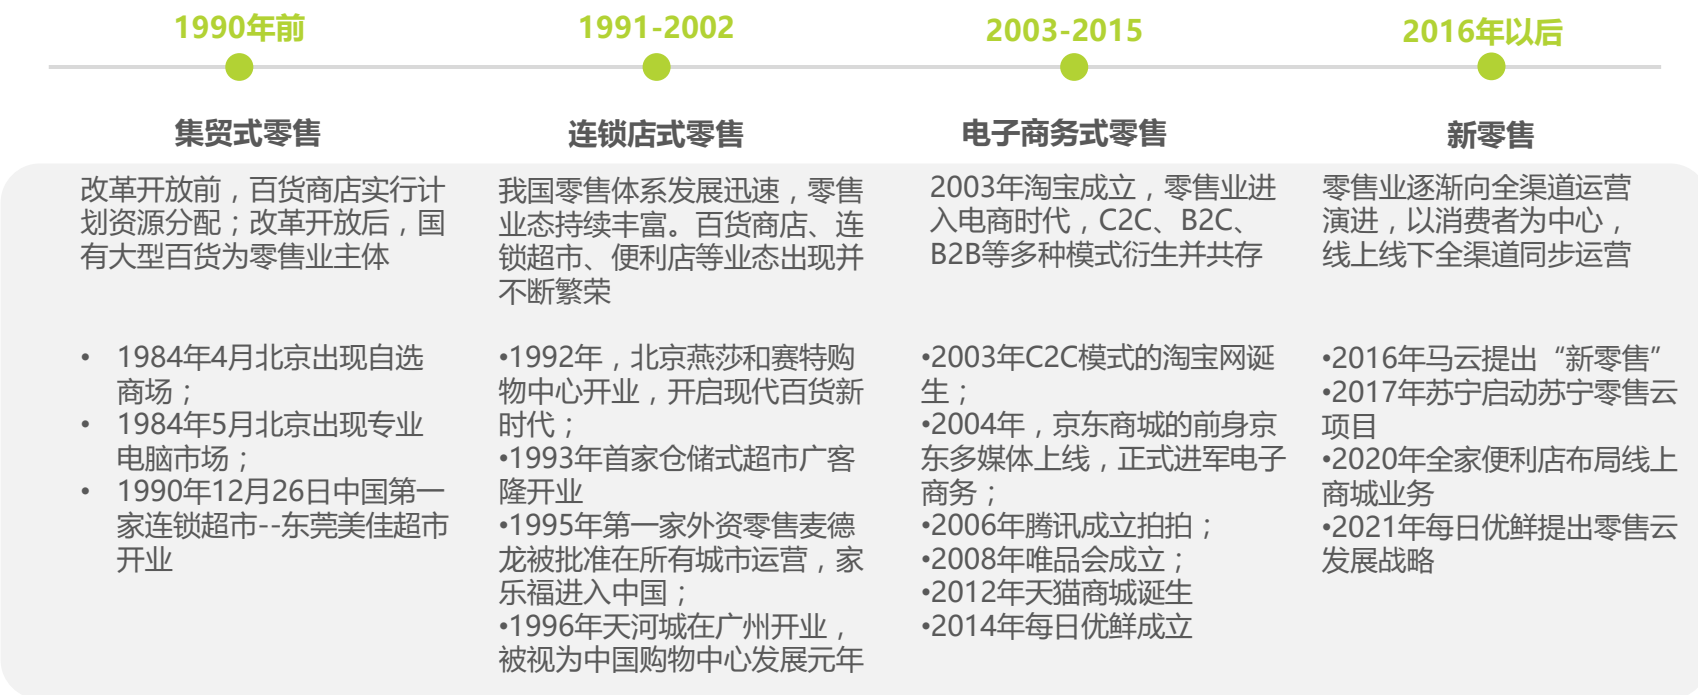 1990年前
集贸式零售
改革开放前，百货商店实行计
划资源分配；改革开放后，国
有大型百货为零售业主体
• 1984年4月北京出现自选
商场；
• 1984年5月北京出现专业
电脑市场；
• 1990年12月26日中国第一
家连锁超市--东莞美佳超市
开业
1991-2002
连锁店式零售
我国零售体系发展迅速，零售
业态持续丰富。百货商店、连
锁超市、便利店等业态出现并
不断繁荣
•1992年，北京燕莎和赛特购
物中心开业，开启现代百货新
时代；
•1993年首家仓储式超市广客
隆开业
•1995年第一家外资零售麦德
龙被批准在所有城市运营，家
乐福进入中国；
•1996年天河城在广州开业，
被视为中国购物中心发展元年
2003-2015
电子商务式零售
2003年淘宝成立，零售业进
入电商时代，C2C、B2C、
B2B等多种模式衍生并共存
•2003年C2C模式的淘宝网诞
生；
•2004年，京东商城的前身京
东多媒体上线，正式进军电子
商务；
•2006年腾讯成立拍拍；
•2008年唯品会成立；
•2012年天猫商城诞生
•2014年每日优鲜成立
2016年以后
新零售
零售业逐渐向全渠道运营
演进，以消费者为中心，
线上线下全渠道同步运营
•2016年马云提出“新零售”
•2017年苏宁启动苏宁零售云
项目
•2020年全家便利店布局线上
商城业务
•2021年每日优鲜提出零售云
发展战略